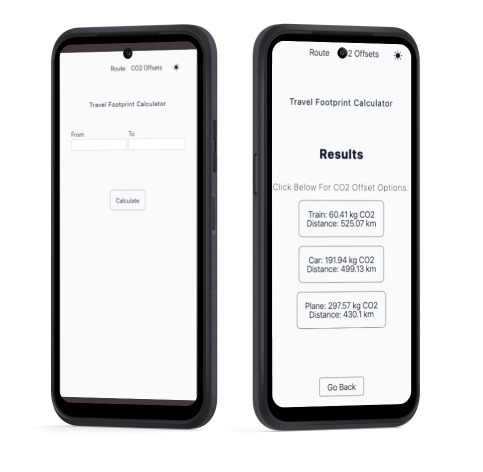 Route CO2 Offsets
Travel Footprint Calculator
From To
Calculate
Route 2 Offsets
Travel Footprint Calculator
Results
Click Below For CO2 Offset Options.
Train: 60.41 kg CO2
Distance: 525.07 km
Car: 191.94 kg CO2
Distance: 499.13 km
Plane: 297.57 kg CO2
Distance: 430.1 km
Go Back